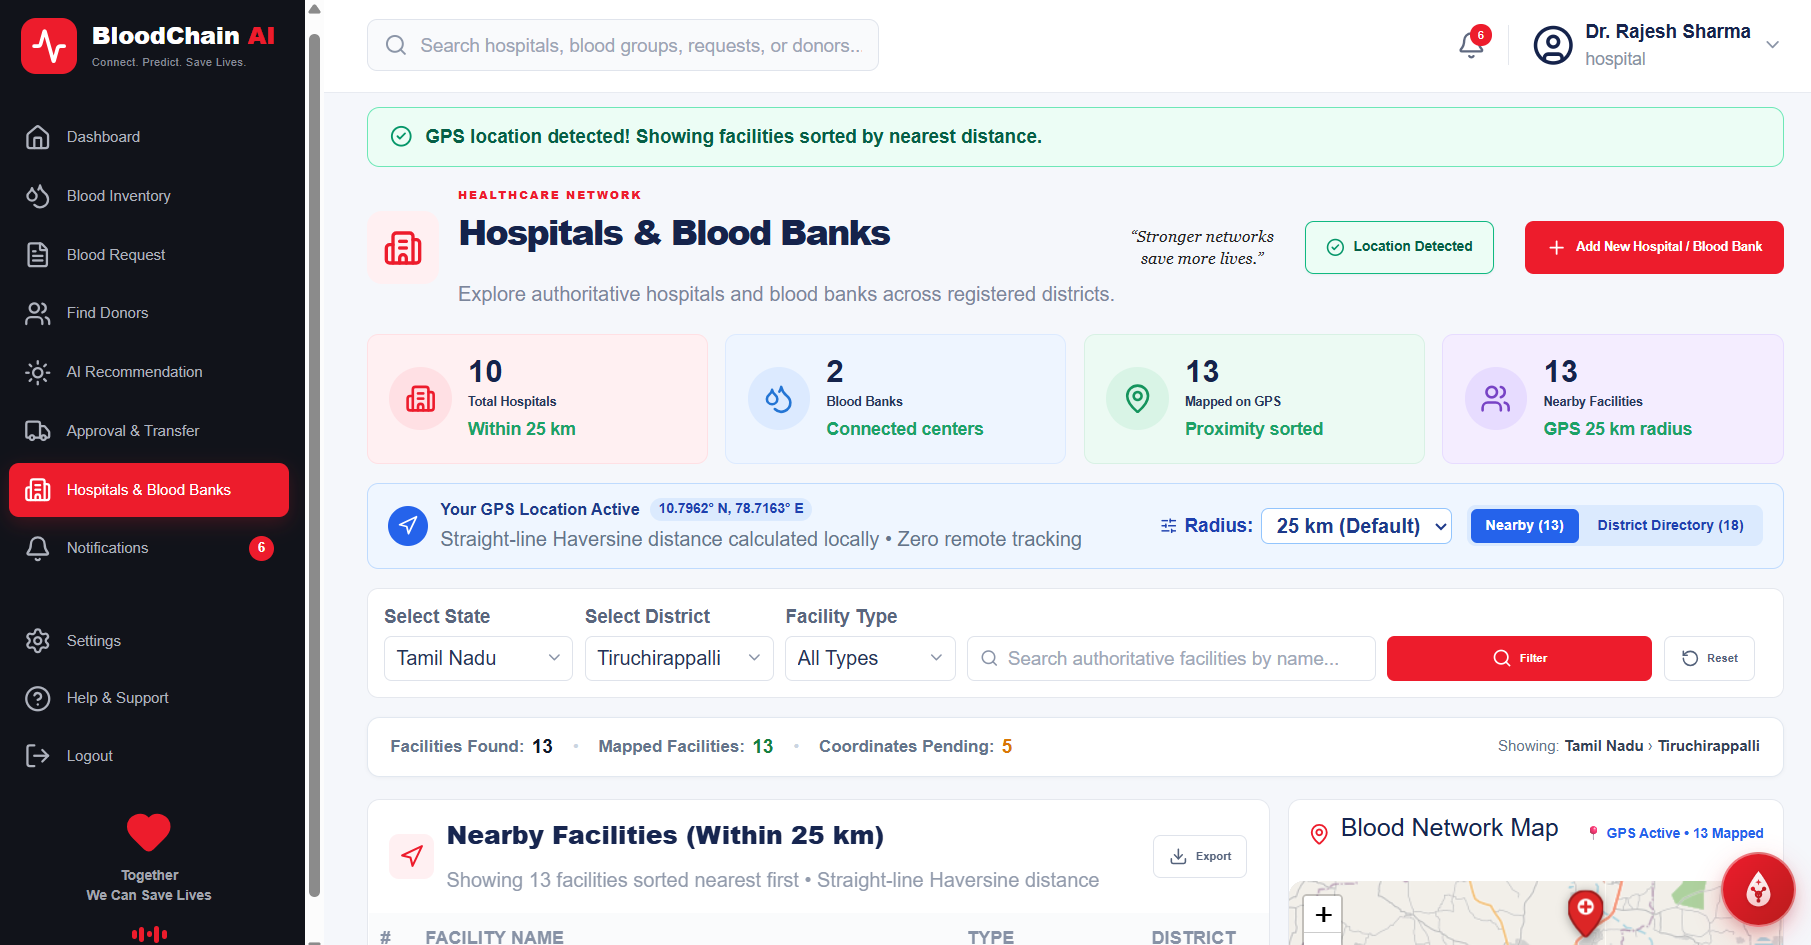 BloodChain AI
Connect. Predict. Save Lives.
Dashboard
Blood Inventory
Blood Request
Find Donors
AI Recommendation
Approval & Transfer
Hospitals & Blood Banks
Notifications
6
Settings
Help & Support
Logout
Together
We Can Save Lives
Search hospitals, blood groups, requests, or donors..
6
Dr. Rajesh Sharma
hospital
GPS location detected! Showing facilities sorted by nearest distance.
HEALTHCARE NETWORK
Hospitals & Blood Banks
Explore authoritative hospitals and blood banks across registered districts.
“Stronger networks
save more lives.”
Location Detected
Add New Hospital / Blood Bank
10
Total Hospitals
Within 25 km
2
Blood Banks
Connected centers
13
Mapped on GPS
Proximity sorted
13
Nearby Facilities
GPS 25 km radius
Your GPS Location Active
10.7962° N, 78.7163° E
Straight-line Haversine distance calculated locally • Zero remote tracking
Radius:
25 km (Default)
Nearby (13)
District Directory (18)
Select State
Select District
Facility Type
Tamil Nadu
Tiruchirappalli
All Types
Search authoritative facilities by name...
Filter
Reset
Facilities Found: 13 • Mapped Facilities: 13 • Coordinates Pending: 5
Showing: Tamil Nadu › Tiruchirappalli
Nearby Facilities (Within 25 km)
Showing 13 facilities sorted nearest first • Straight-line Haversine distance
Export
# FACILITY NAME TYPE DISTRICT
Blood Network Map
GPS Active • 13 Mapped
+